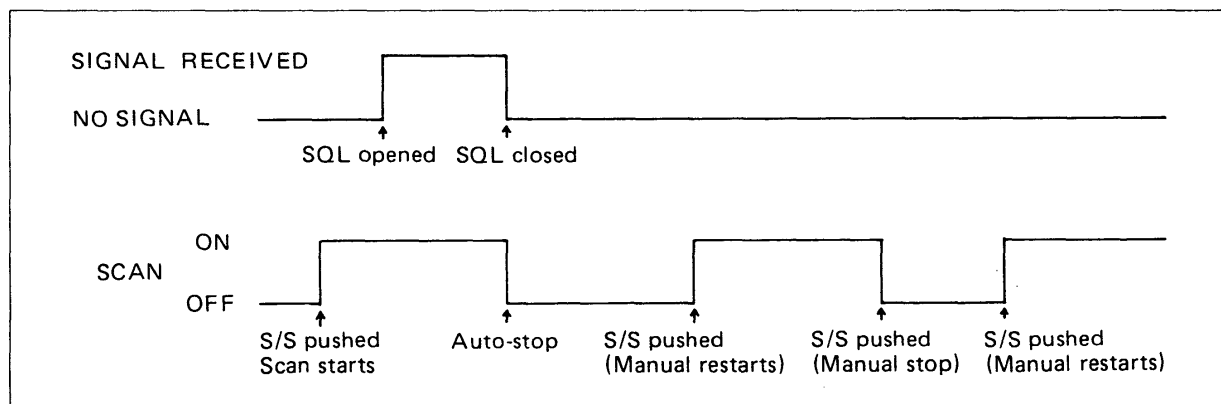 SIGNAL RECEIVED
NO SIGNAL
SQL opened
SQL closed
ON
SCAN
OFF
S/S pushed
Scan starts
Auto-stop
S/S pushed
(Manual restarts)
S/S pushed
(Manual stop)
S/S pushed
(Manual restarts)